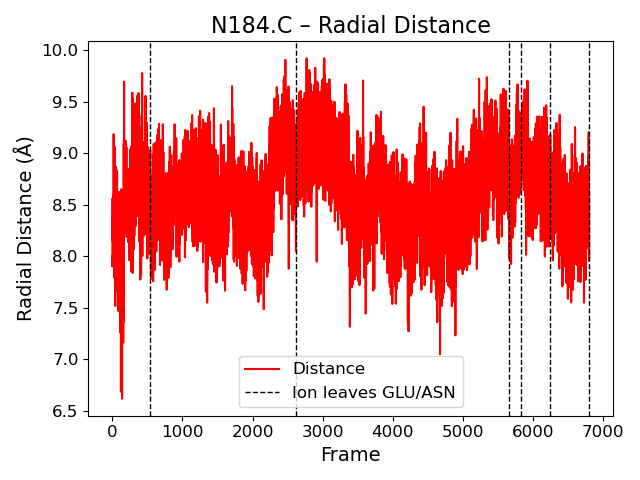 N184.C – Radial Distance
Radial Distance (Å)
10.0
9.5
9.0
8.5
8.0
7.5
7.0
6.5
Distance
Ion leaves GLU/ASN
0 1000 2000 3000 4000 5000 6000 7000
Frame